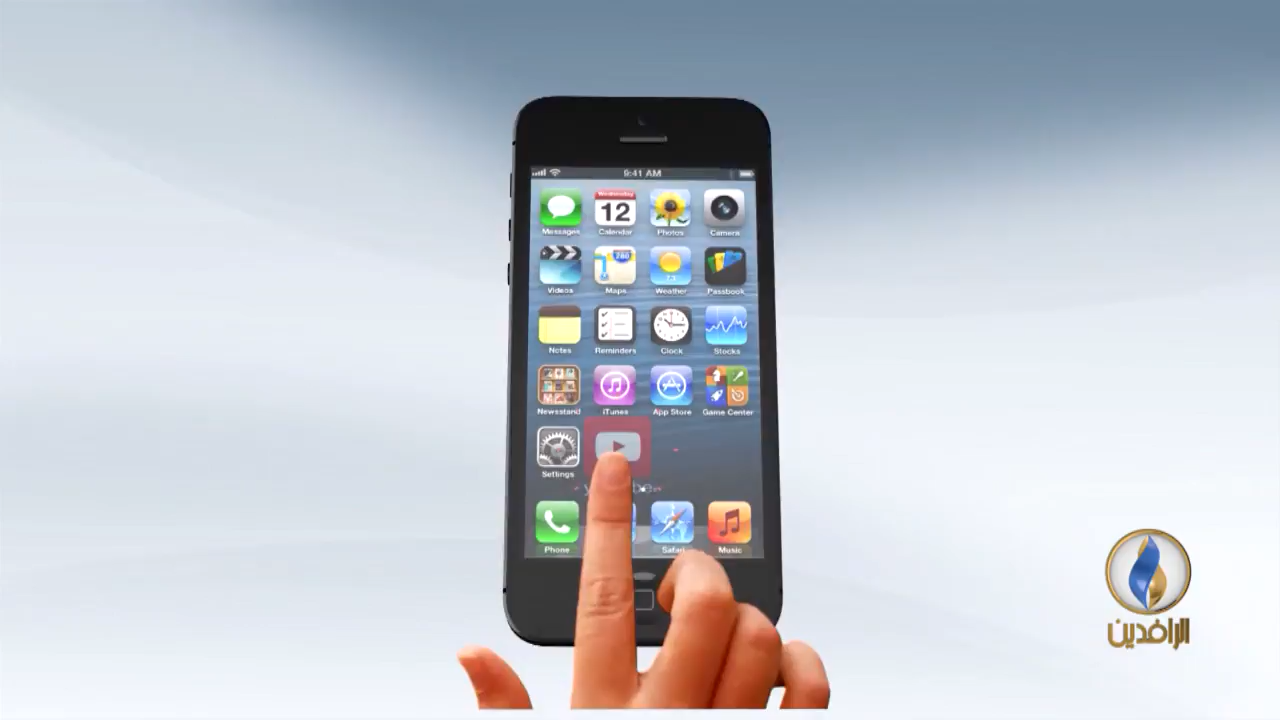 9:41 AM
Messages Calendar Photos Camera
Wednesday
12
280
Videos Maps Weather Passbook
Notes Reminders Clock Stocks
Newsstand iTunes App Store Game Center
Settings
Phone Safari Music
الرافدين